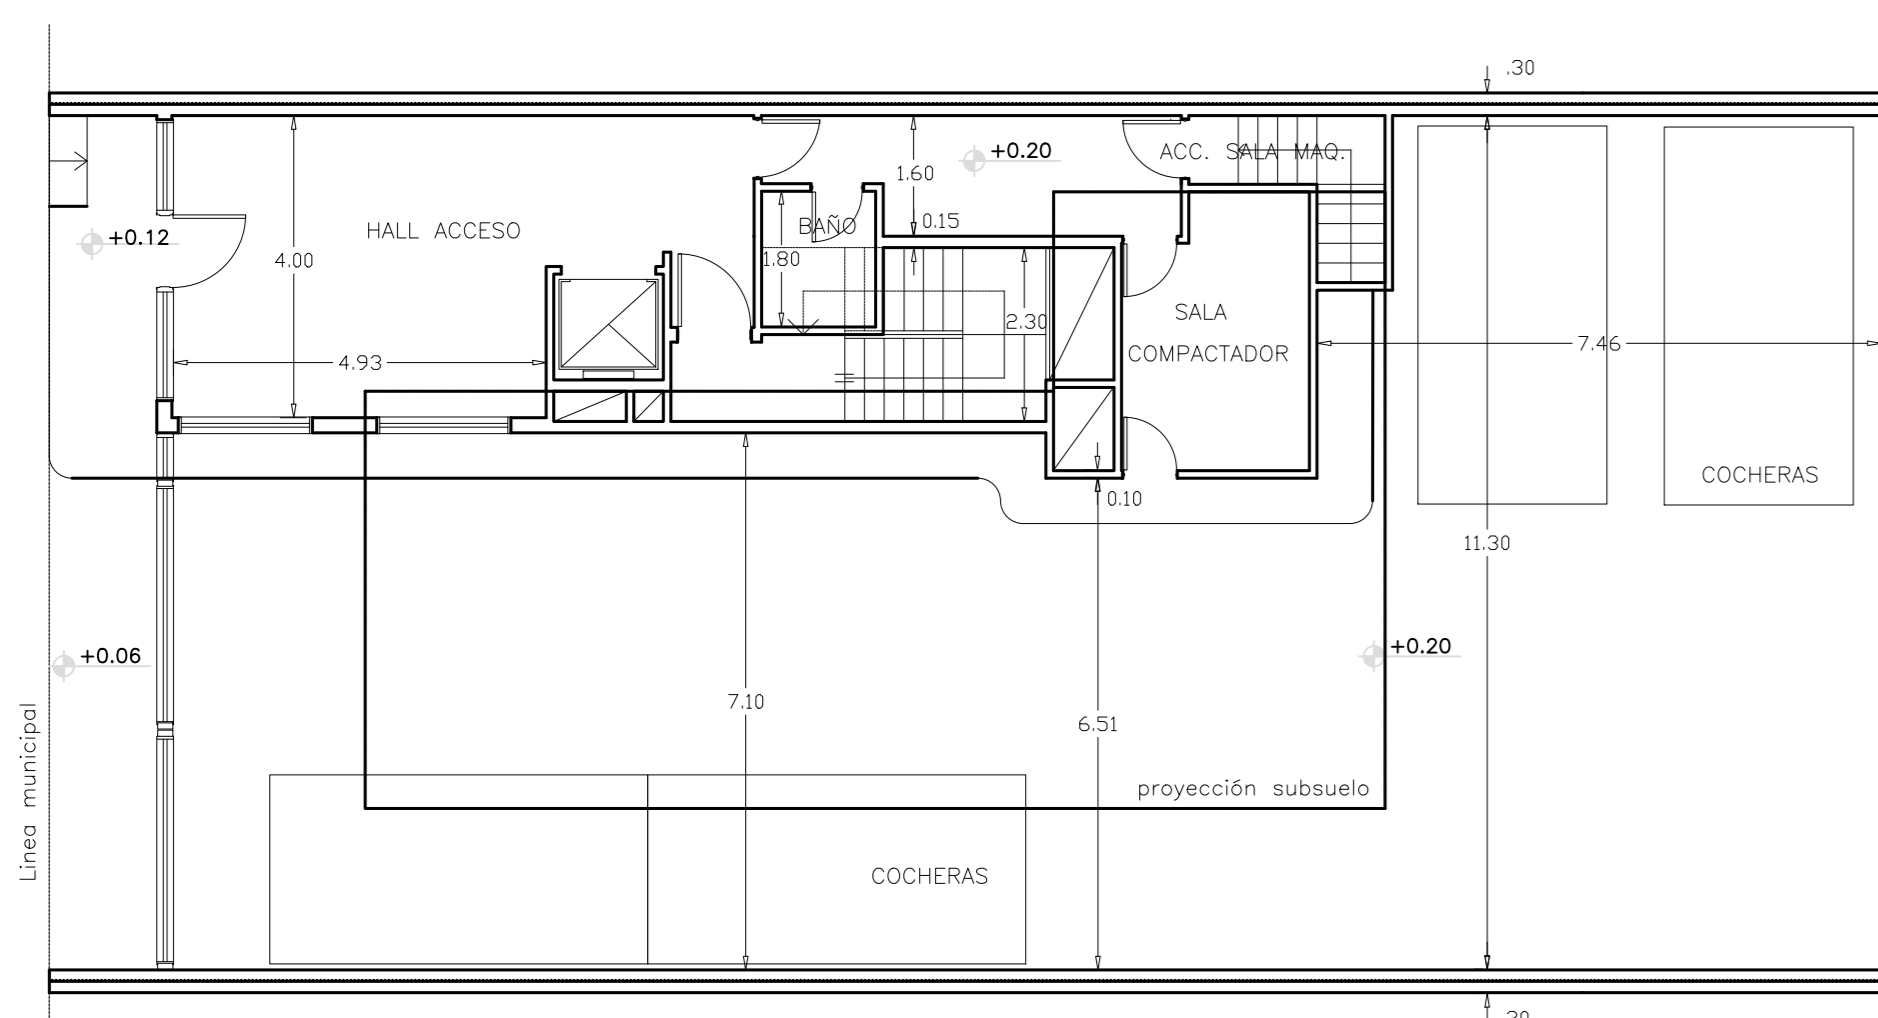 .30
+0.20
ACC. SALA MAQ.
1.60
BAÑO
0.15
HALL ACCESO
+0.12
4.00
1.80
SALA
COMPACTADOR
2.30
7.46
4.93
COCHERAS
0.10
11.30
+0.06
+0.20
7.10
6.51
Linea municipal
proyección subsuelo
COCHERAS